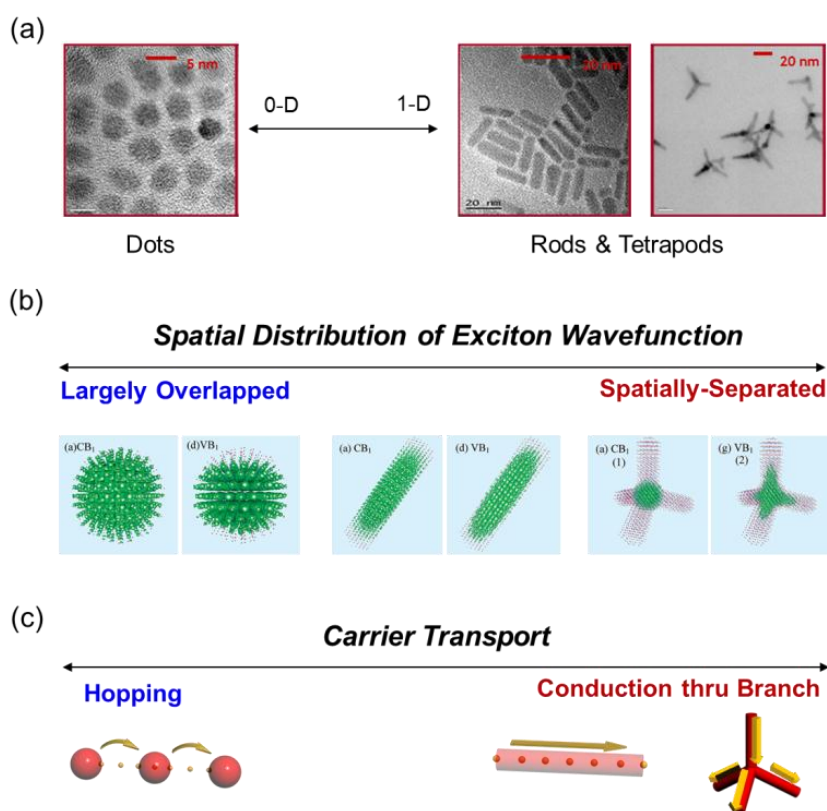 (a)
5 nm
0-D
1-D
20 nm
20 nm
20 nm
Dots
Rods & Tetrapods
(b)
Spatial Distribution of Exciton Wavefunction
Largely Overlapped
Spatially-Separated
(a)CB1
(d)VB1
(a) CB1
(d) VB1
(a) CB1
(1)
(g) VB1
(2)
(c)
Carrier Transport
Hopping
Conduction thru Branch